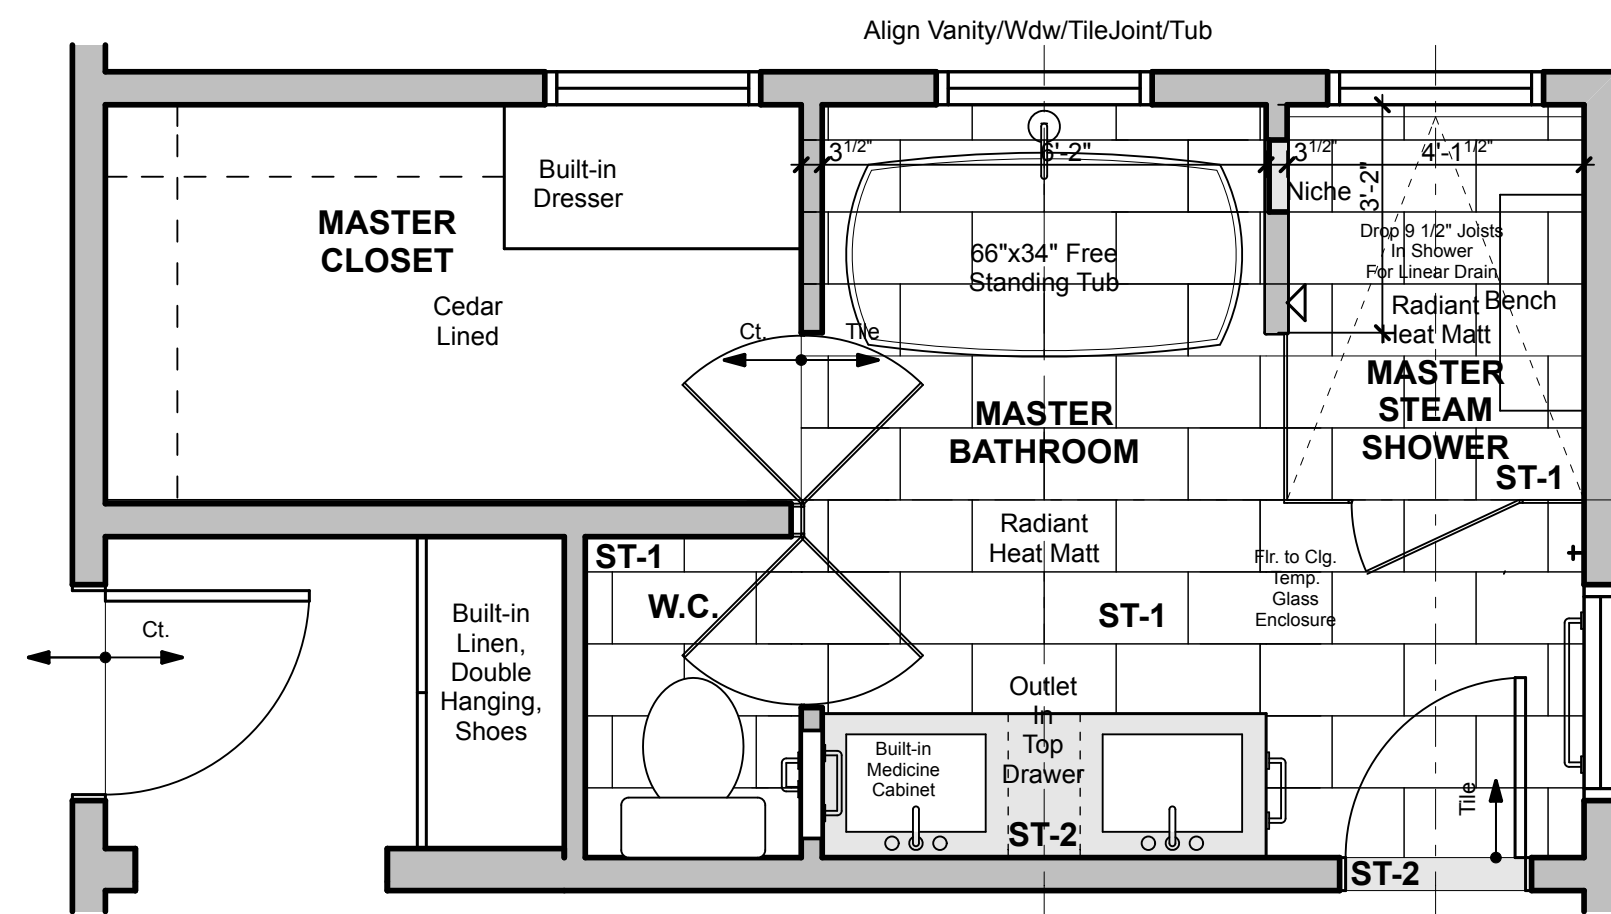 Align Vanity/Wdw/TileJoint/Tub
3 1/2"
6'-2"
3 1/2"
4'-1 1/2"
3'-2"
Built-in
Dresser
MASTER
CLOSET
Cedar
Lined
Niche
66"x34" Free
Standing Tub
Drop 9 1/2" Joists
In Shower
For Linear Drain
Radiant
Heat Matt
Bench
Ct.
Tile
MASTER
BATHROOM
MASTER
STEAM
SHOWER
ST-1
Radiant
Heat Matt
ST-1
W.C.
Flr. to Clg.
Temp.
Glass
Enclosure
ST-1
Ct.
Built-in
Linen,
Double
Hanging,
Shoes
Outlet
In
Top
Drawer
Built-in
Medicine
Cabinet
ST-2
Tile
ST-2